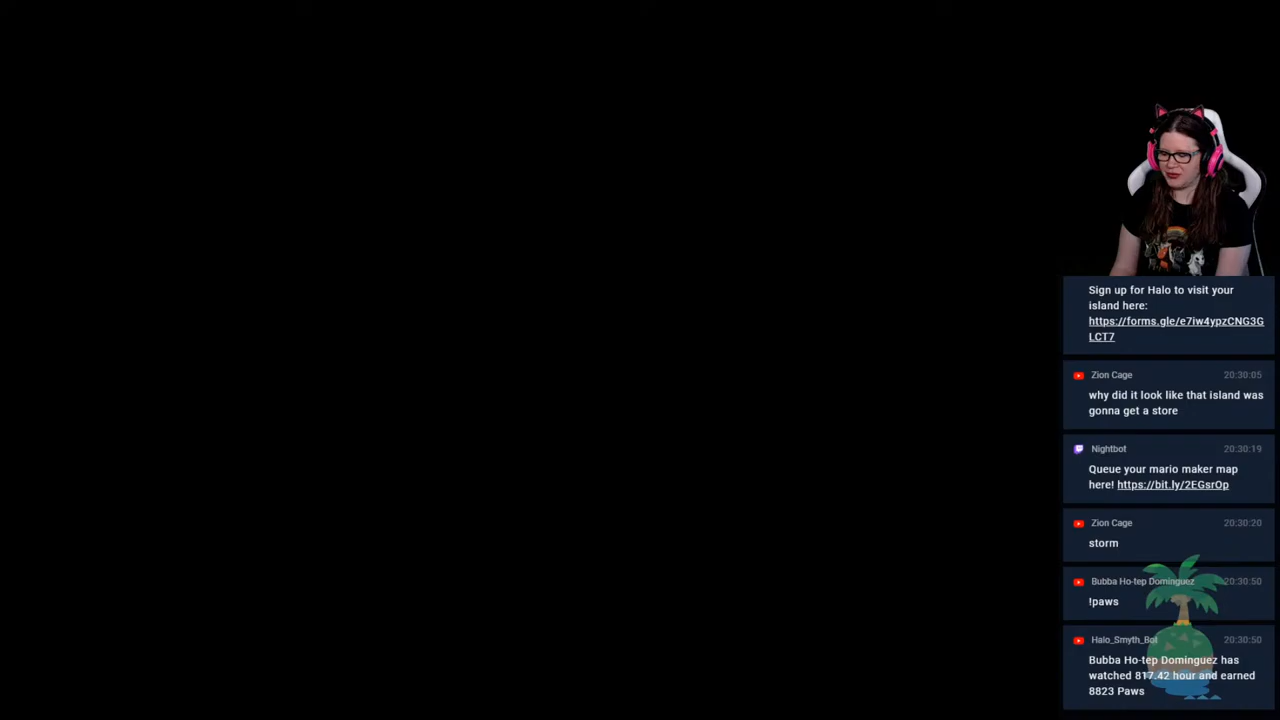 Sign up for Halo to visit your
island here:
https://forms.gle/e7iw4ypzCNG3G
LCT7
Zion Cage 20:30:05
why did it look like that island was
gonna get a store
Nightbot 20:30:19
Queue your mario maker map
here! https://bit.ly/2EGsrOp
Zion Cage 20:30:20
storm
Bubba Ho-tep Dominguez 20:30:50
!paws
Halo_Smyth_Bot 20:30:50
Bubba Ho-tep Dominguez has
watched 817.42 hour and earned
8823 Paws